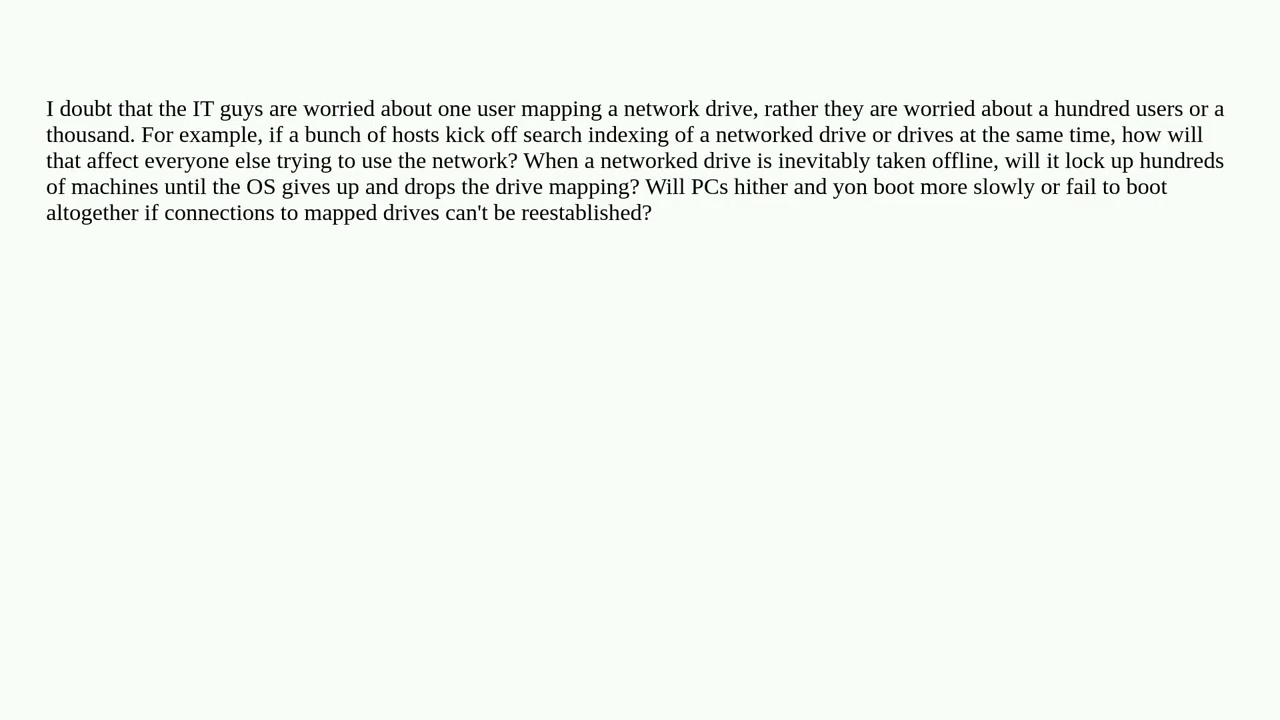 I doubt that the IT guys are worried about one user mapping a network drive, rather they are worried about a hundred users or a
thousand. For example, if a bunch of hosts kick off search indexing of a networked drive or drives at the same time, how will
that affect everyone else trying to use the network? When a networked drive is inevitably taken offline, will it lock up hundreds
of machines until the OS gives up and drops the drive mapping? Will PCs hither and yon boot more slowly or fail to boot
altogether if connections to mapped drives can't be reestablished?